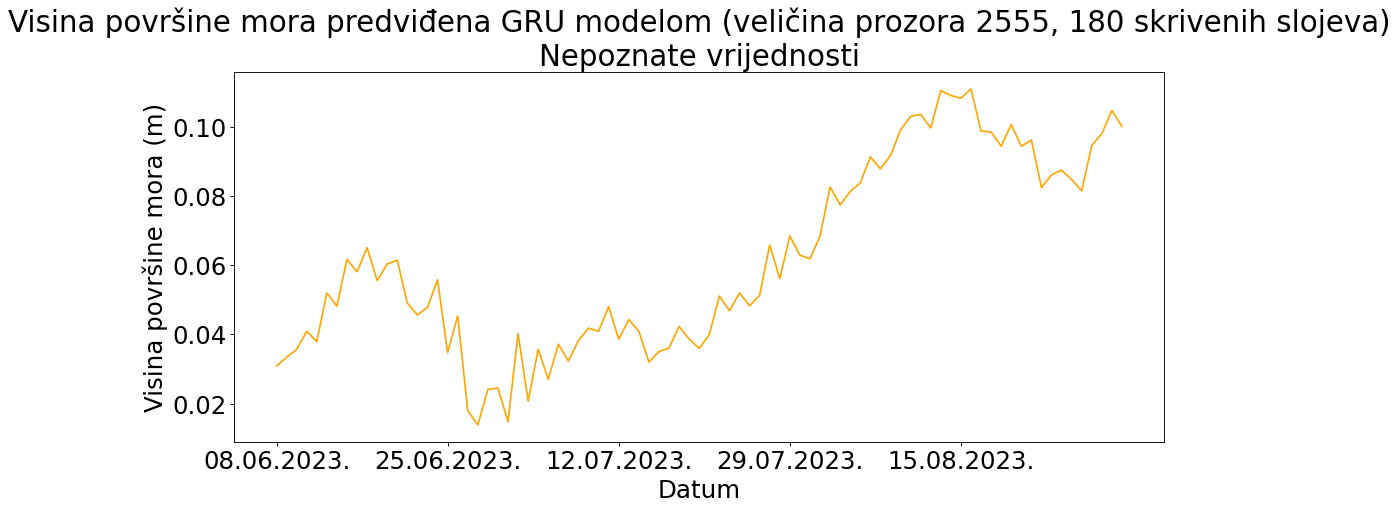 Visina površine mora predviđena GRU modelom (veličina prozora 2555, 180 skrivenih slojeva)
Nepoznate vrijednosti
Visina površine mora (m)
0.10
0.08
0.06
0.04
0.02
08.06.2023. 25.06.2023. 12.07.2023. 29.07.2023. 15.08.2023.
Datum